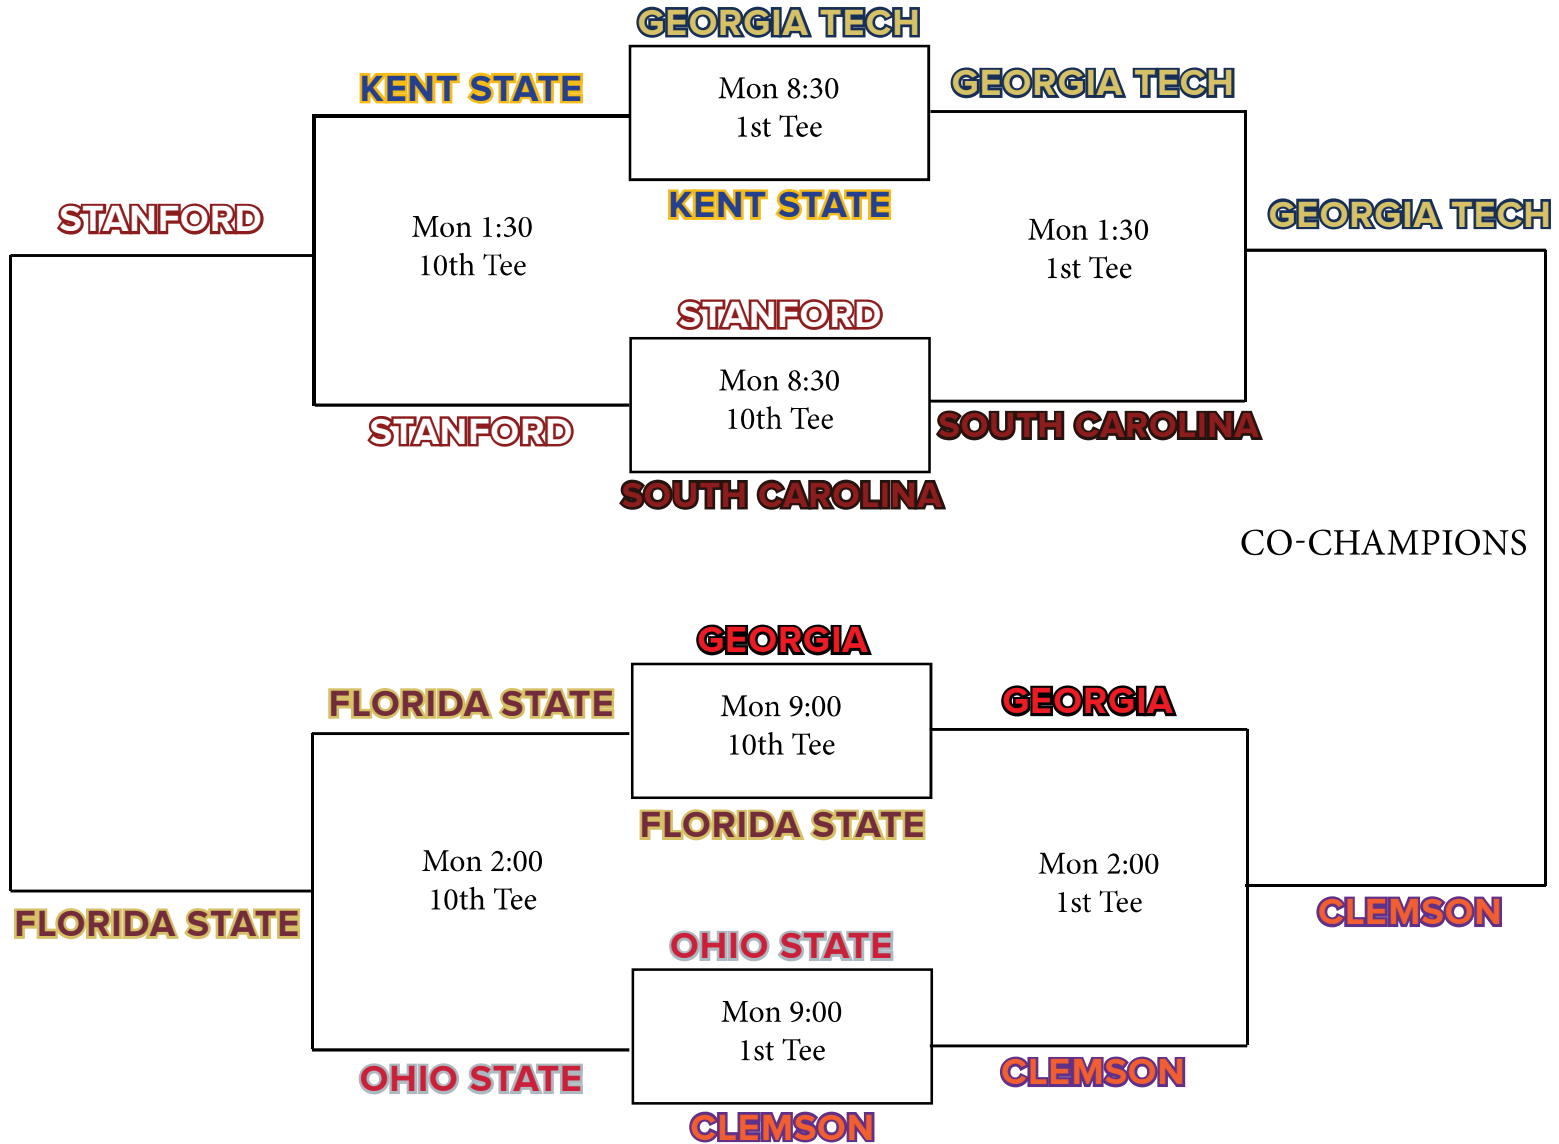 GEORGIA TECH
KENT STATE
Mon 8:30
1st Tee
GEORGIA TECH
KENT STATE
STANFORD
Mon 1:30
10th Tee
Mon 1:30
1st Tee
GEORGIA TECH
STANFORD
Mon 8:30
10th Tee
STANFORD
SOUTH CAROLINA
SOUTH CAROLINA
CO-CHAMPIONS
GEORGIA
FLORIDA STATE
Mon 9:00
10th Tee
GEORGIA
FLORIDA STATE
Mon 2:00
10th Tee
Mon 2:00
1st Tee
FLORIDA STATE
CLEMSON
OHIO STATE
Mon 9:00
1st Tee
OHIO STATE
CLEMSON
CLEMSON